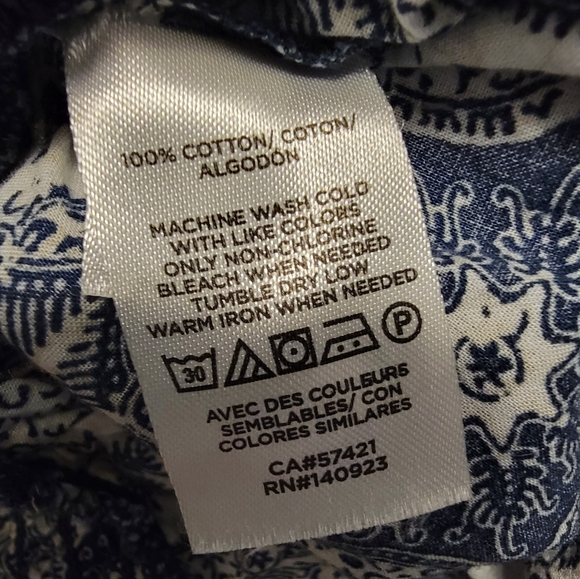 100% COTTON/ COTON/
ALGODÓN
MACHINE WASH COLD
WITH LIKE COLORS
ONLY NON-CHLORINE
BLEACH WHEN NEEDED
TUMBLE DRY LOW
WARM IRON WHEN NEEDED
30 P
AVEC DES COULEURS
SEMBLABLES/ CON
COLORES SIMILARES
CA#57421
RN#140923